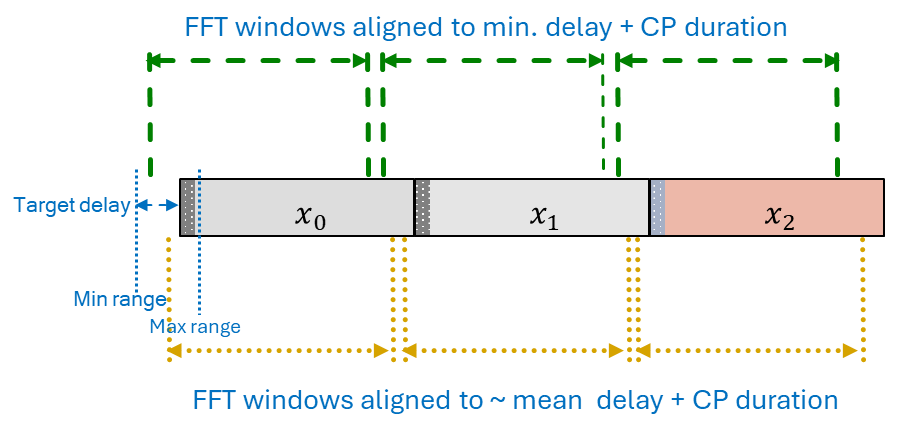 FFT windows aligned to min. delay + CP duration
Target delay
x₀
x₁
x₂
Min range
Max range
FFT windows aligned to ~ mean delay + CP duration